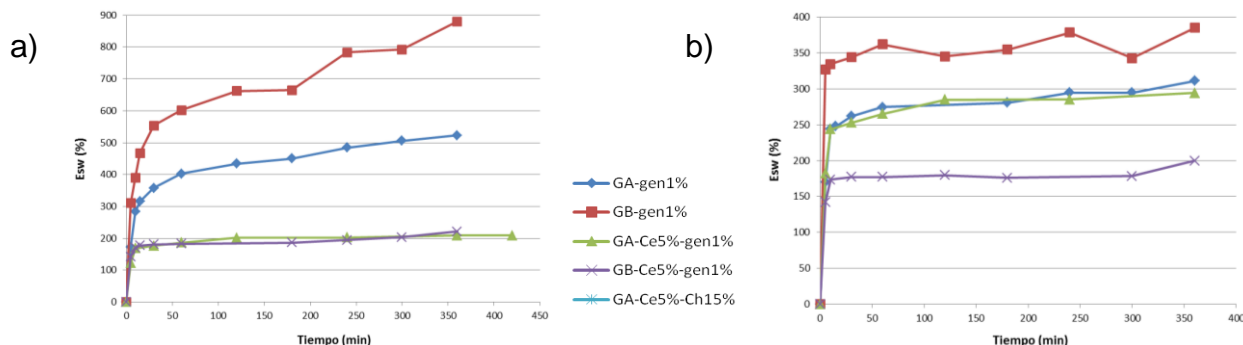 a)
Esw (%)
900
800
700
600
500
400
300
200
100
0
0 50 100 150 200 250 300 350 400 450
Tiempo (min)
GA-gen1%
GB-gen1%
GA-Ce5%-gen1%
GB-Ce5%-gen1%
GA-Ce5%-Ch15%
b)
Esw (%)
400
350
300
250
200
150
100
50
0
0 50 100 150 200 250 300 350 400
Tiempo (min)